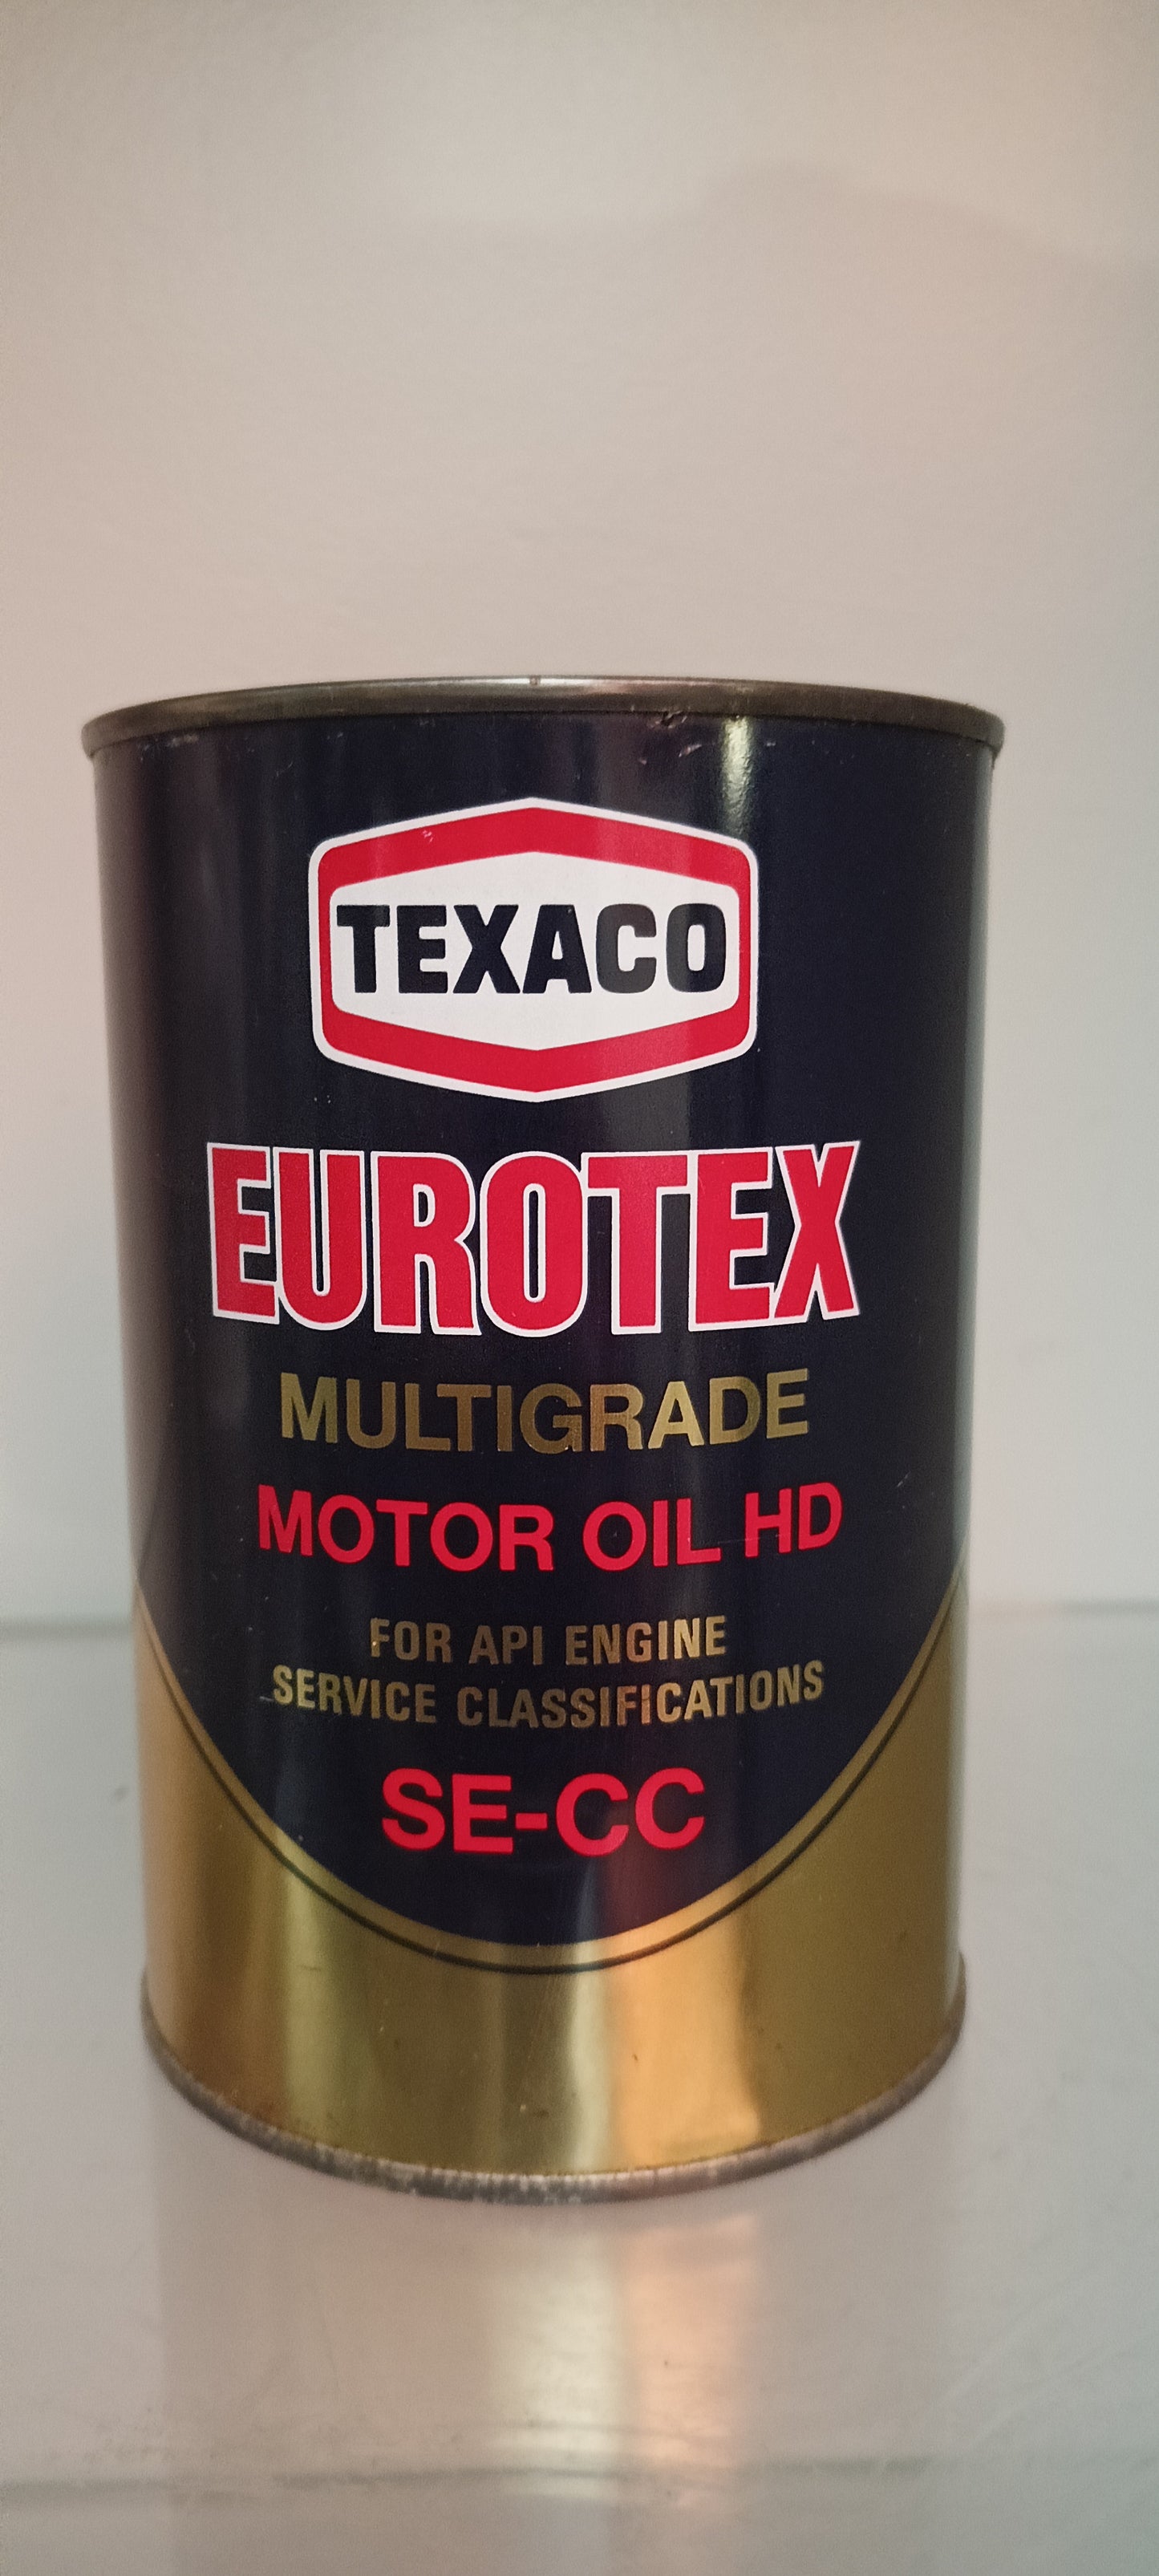 TEXACO
EUROTEX
MULTIGRADE
MOTOR OIL HD
FOR API ENGINE
SERVICE CLASSIFICATIONS
SE-CC